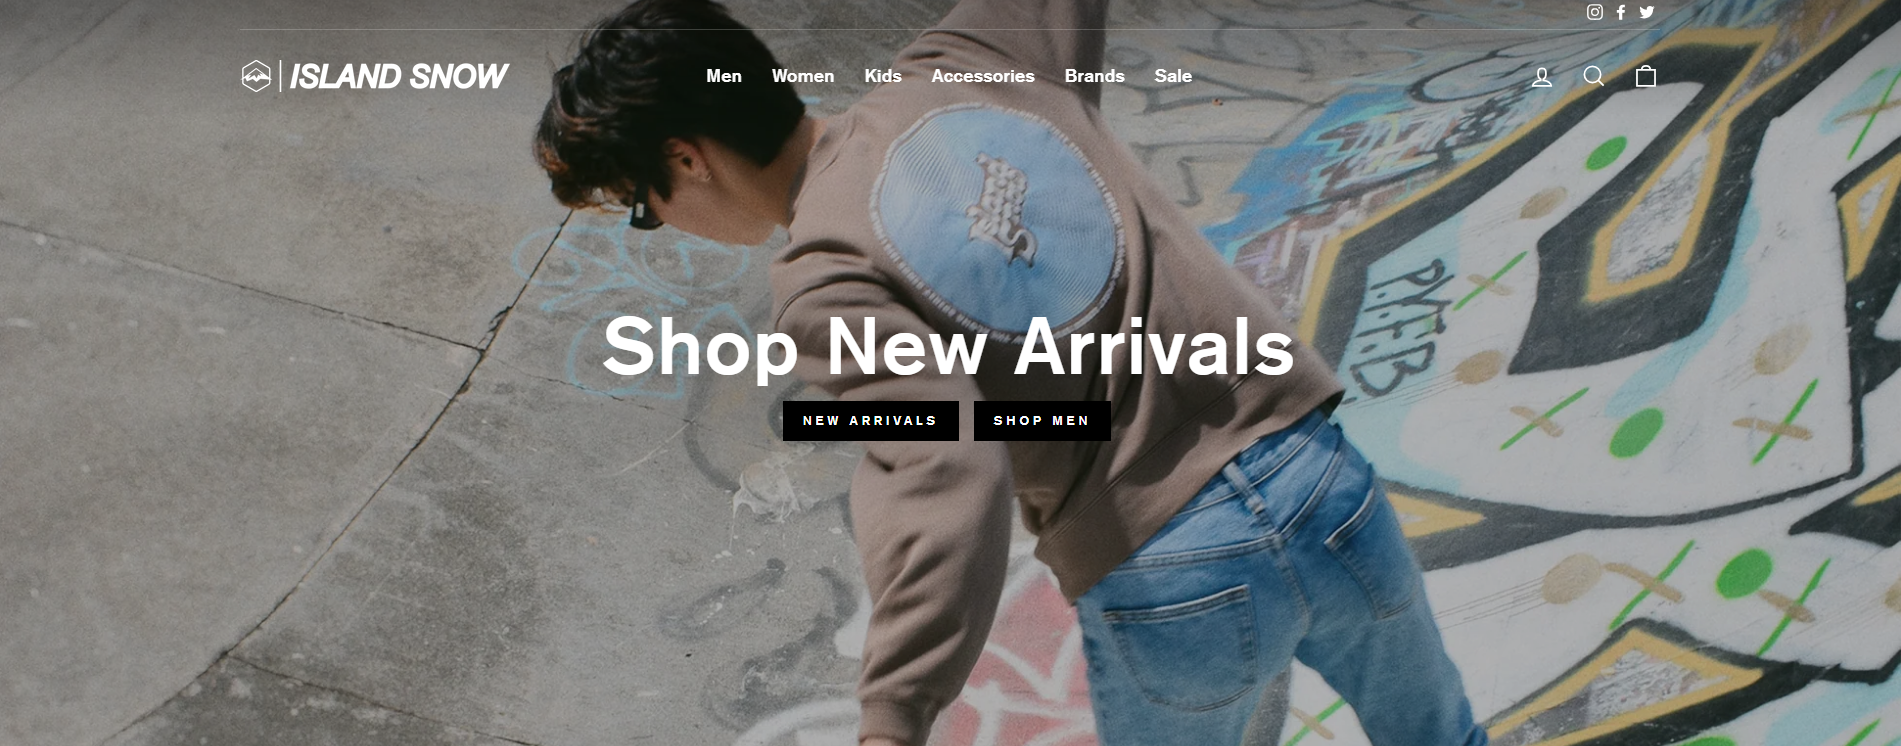 ISLAND SNOW
Men Women Kids Accessories Brands Sale
Shop New Arrivals
NEW ARRIVALS SHOP MEN